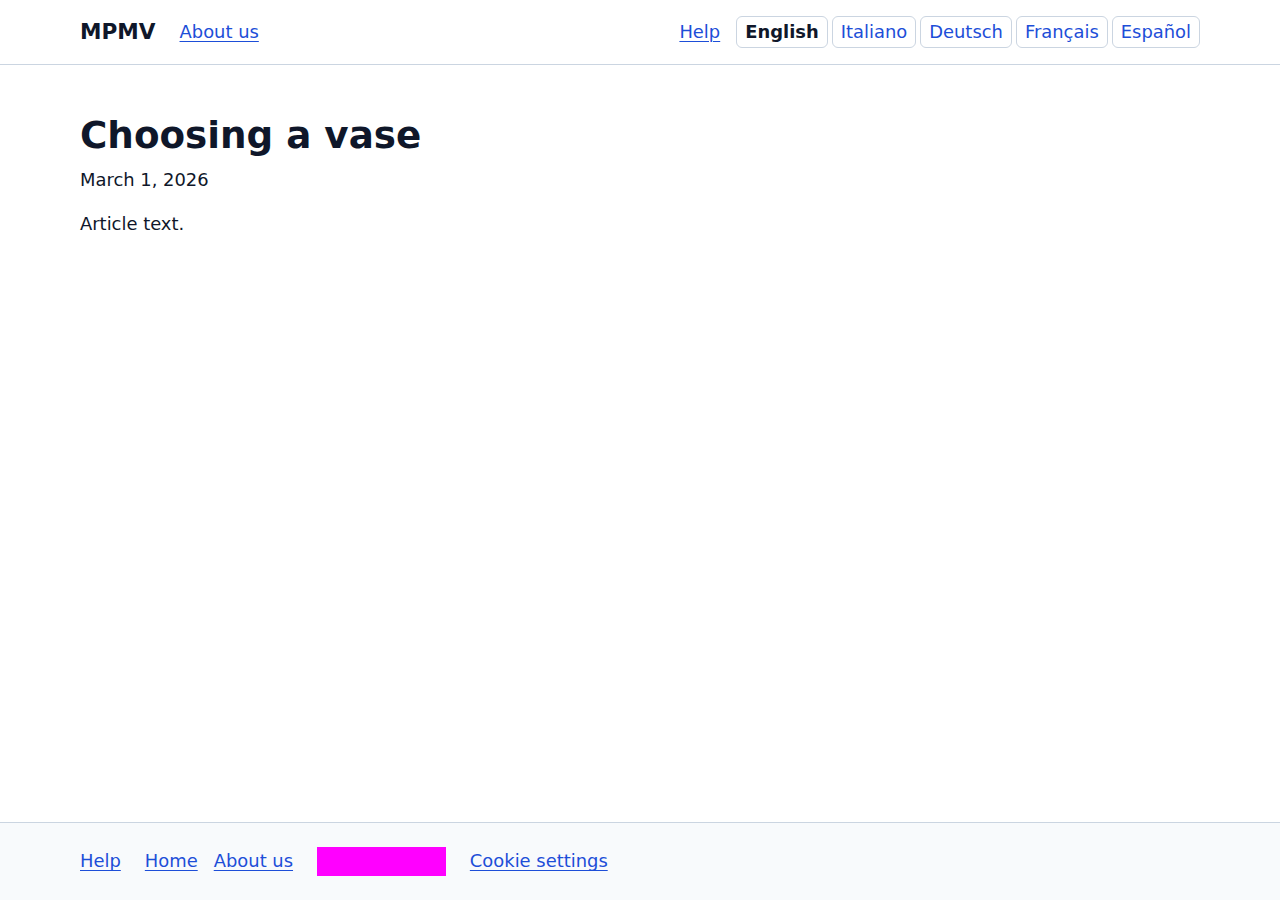 MPMV About us Help English Italiano Deutsch Français Español
Choosing a vase
March 1, 2026
Article text.
Help Home About us Cookie settings